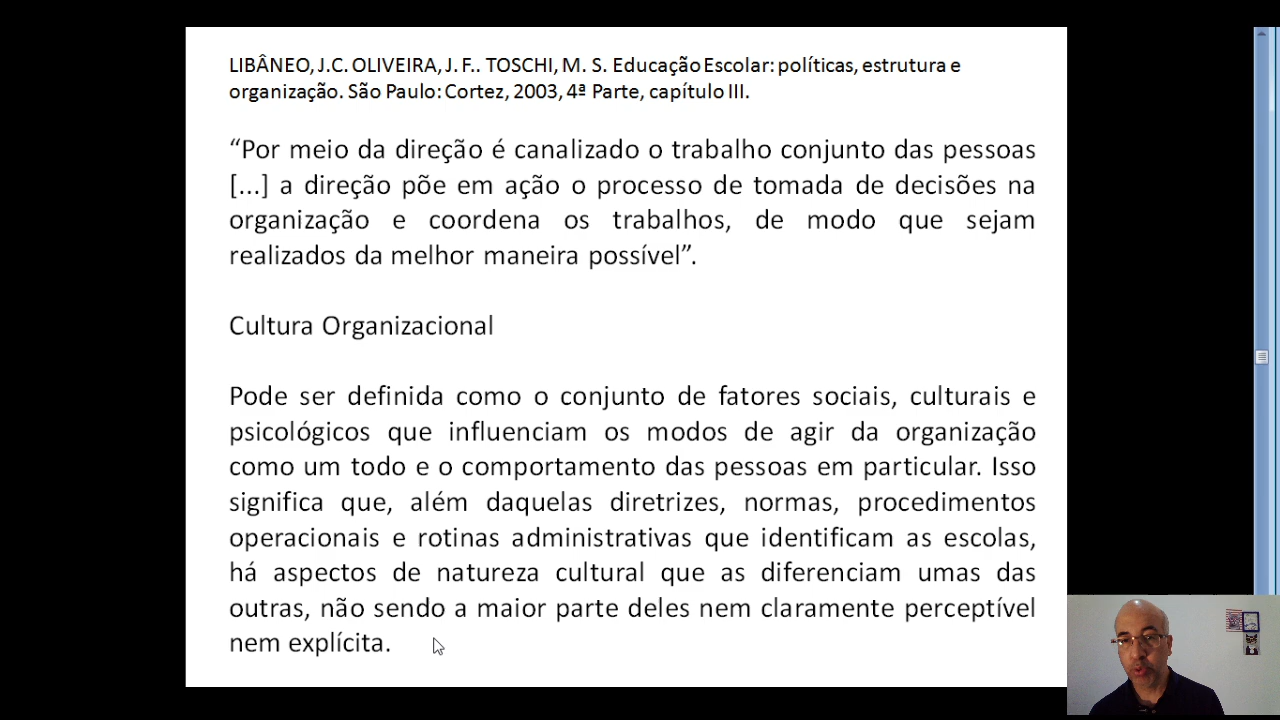 LIBÂNEO, J.C. OLIVEIRA, J. F.. TOSCHI, M. S. Educação Escolar: políticas, estrutura e
organização. São Paulo: Cortez, 2003, 4ª Parte, capítulo III.
“Por meio da direção é canalizado o trabalho conjunto das pessoas
[...] a direção põe em ação o processo de tomada de decisões na
organização e coordena os trabalhos, de modo que sejam
realizados da melhor maneira possível”.
Cultura Organizacional
Pode ser definida como o conjunto de fatores sociais, culturais e
psicológicos que influenciam os modos de agir da organização
como um todo e o comportamento das pessoas em particular. Isso
significa que, além daquelas diretrizes, normas, procedimentos
operacionais e rotinas administrativas que identificam as escolas,
há aspectos de natureza cultural que as diferenciam umas das
outras, não sendo a maior parte deles nem claramente perceptível
nem explícita.